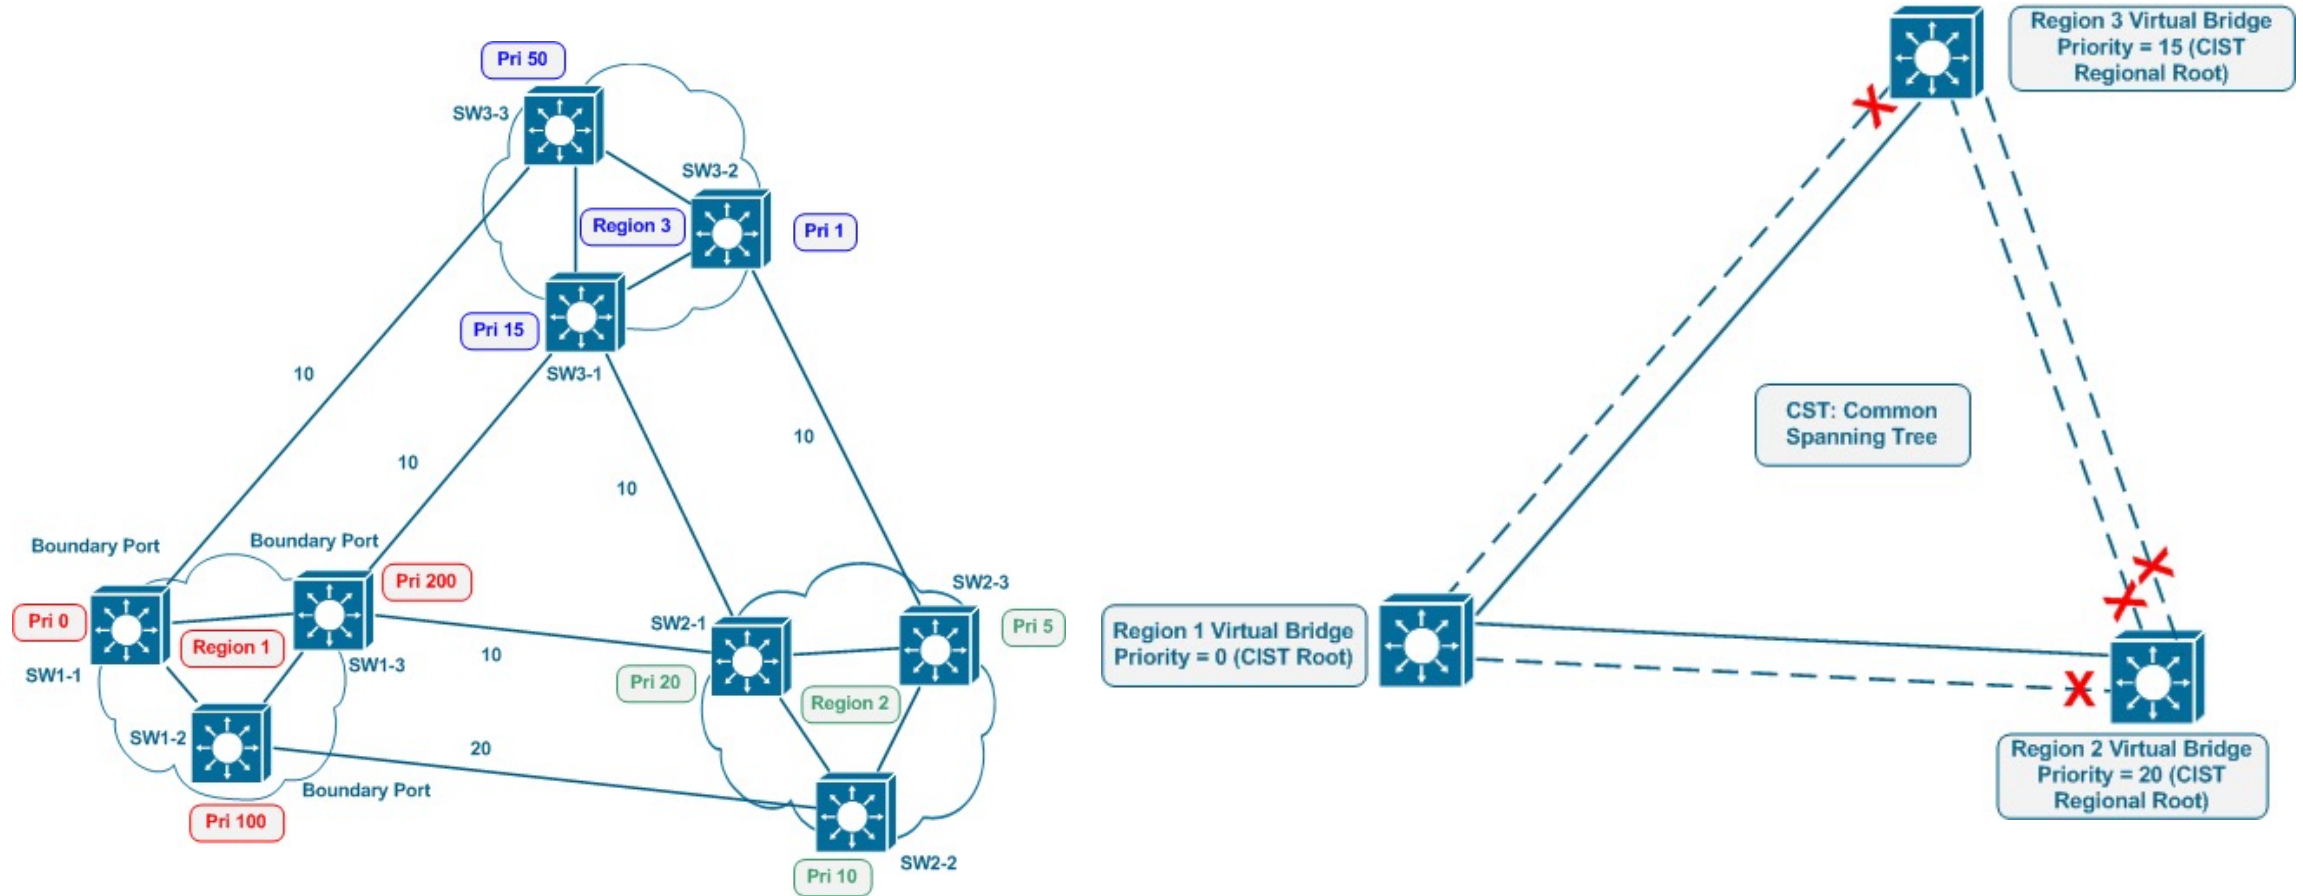 Pri 50
SW3-3
SW3-2
Region 3
Pri 1
Pri 15
SW3-1
10
10
10
10
Boundary Port
Boundary Port
Pri 200
SW2-3
Pri 0
SW2-1
Pri 5
Region 1
SW1-3
10
SW1-1
Pri 20
Region 2
SW1-2
20
Boundary Port
Pri 100
SW2-2
Pri 10
Region 3 Virtual Bridge
Priority = 15 (CIST
Regional Root)
CST: Common
Spanning Tree
Region 1 Virtual Bridge
Priority = 0 (CIST Root)
Region 2 Virtual Bridge
Priority = 20 (CIST
Regional Root)